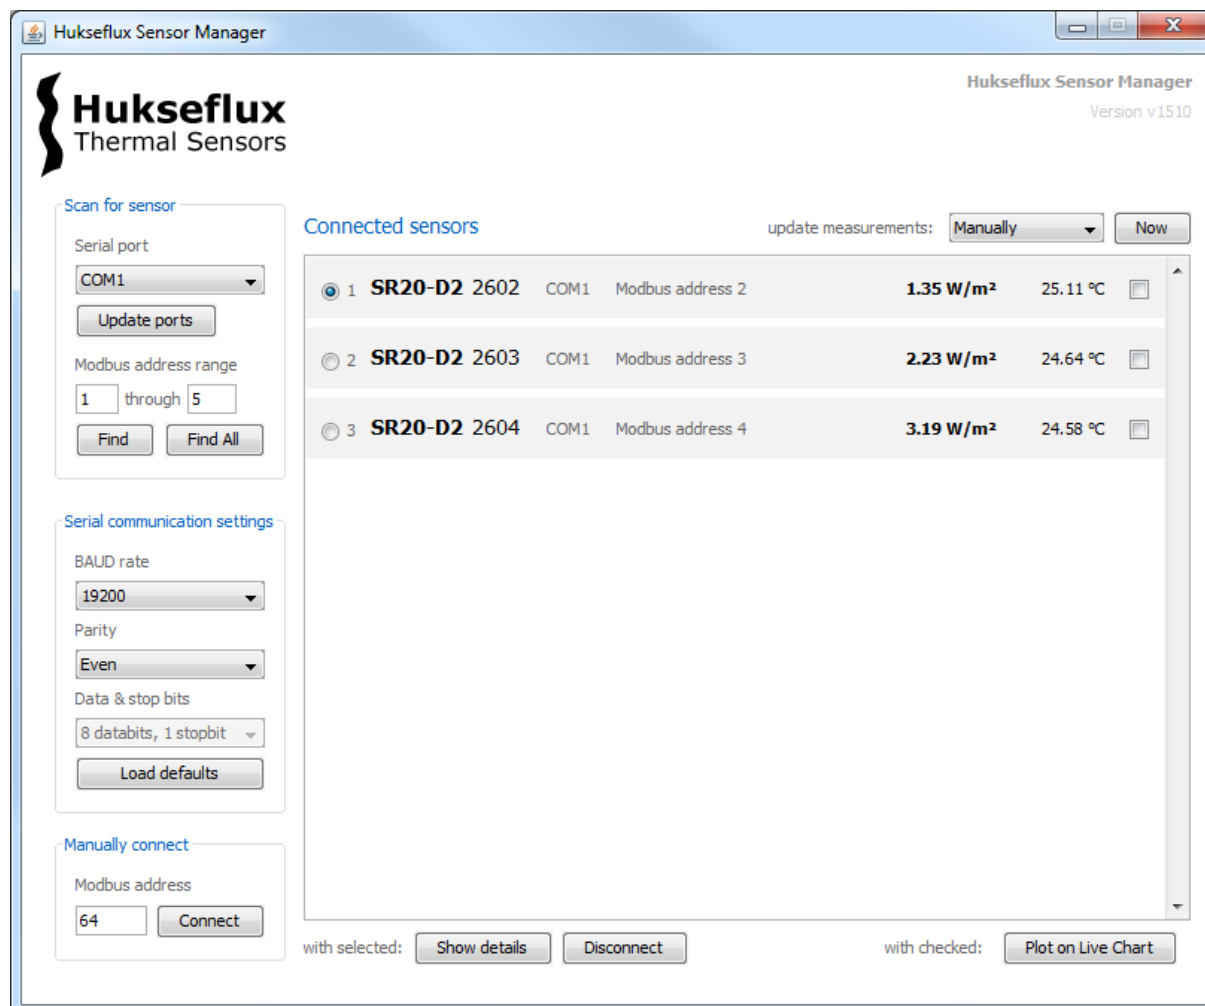 Hukseflux Sensor Manager
Hukseflux
Thermal Sensors
Hukseflux Sensor Manager
Version v1510
Scan for sensor
Serial port
COM1
Update ports
Modbus address range
1 through 5
Find Find All
Serial communication settings
BAUD rate
19200
Parity
Even
Data & stop bits
8 databits, 1 stopbit
Load defaults
Manually connect
Modbus address
64 Connect
Connected sensors update measurements: Manually Now
1 SR20-D2 2602 COM1 Modbus address 2 1.35 W/m² 25.11 ºC
2 SR20-D2 2603 COM1 Modbus address 3 2.23 W/m² 24.64 ºC
3 SR20-D2 2604 COM1 Modbus address 4 3.19 W/m² 24.58 ºC
with selected: Show details Disconnect with checked: Plot on Live Chart